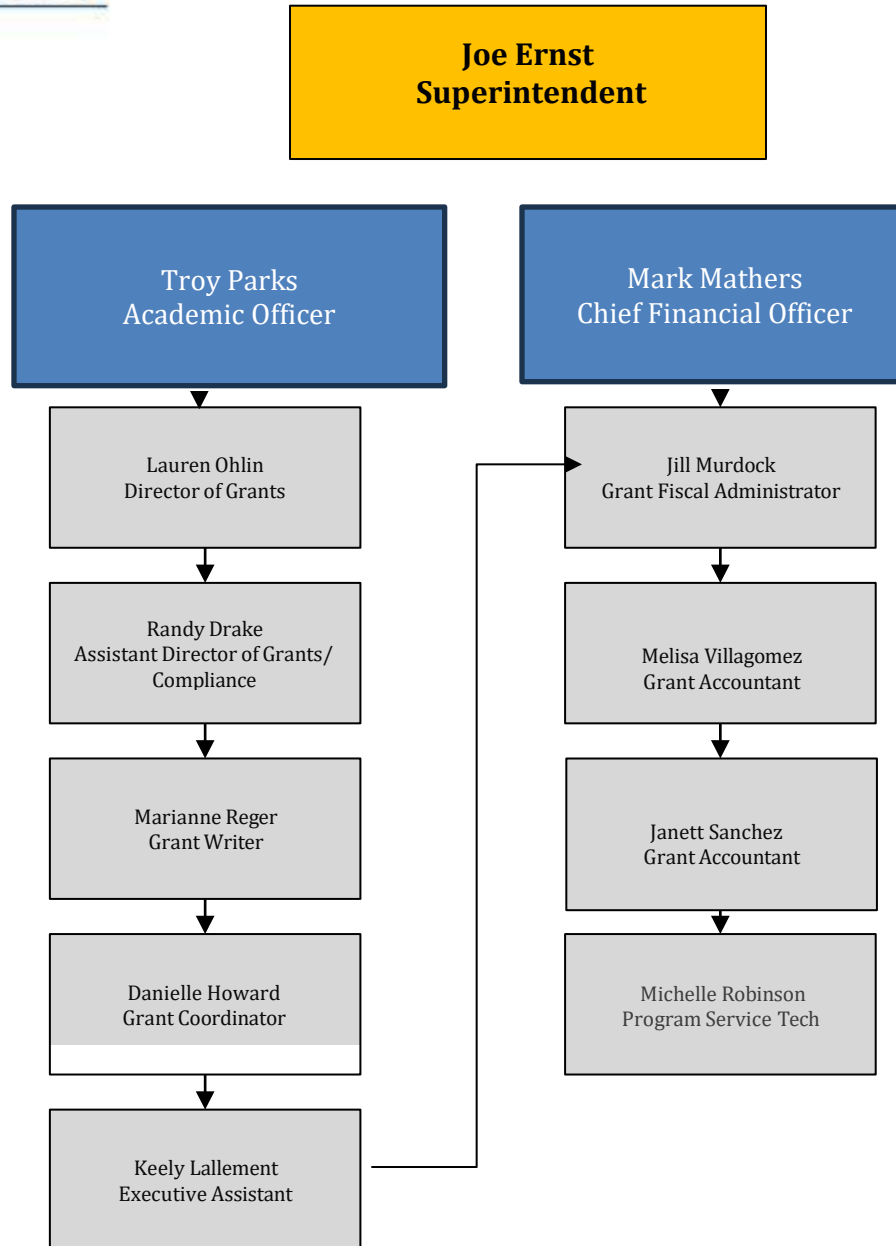 Joe Ernst
Superintendent
Troy Parks
Academic Officer
Mark Mathers
Chief Financial Officer
Lauren Ohlin
Director of Grants
Jill Murdock
Grant Fiscal Administrator
Randy Drake
Assistant Director of Grants/
Compliance
Melisa Villagomez
Grant Accountant
Marianne Reger
Grant Writer
Janett Sanchez
Grant Accountant
Danielle Howard
Grant Coordinator
Michelle Robinson
Program Service Tech
Keely Lallement
Executive Assistant